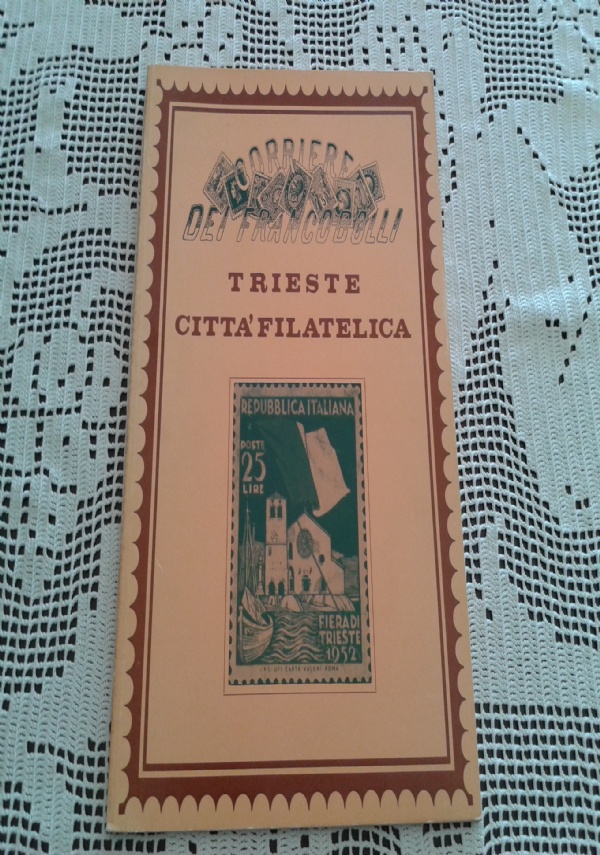 CORRIERE
DEI FRANCOBOLLI
TRIESTE
CITTA'FILATELICA
REPUBBLICA ITALIANA
POSTE
25
LIRE
FIERA DI
TRIESTE
1952